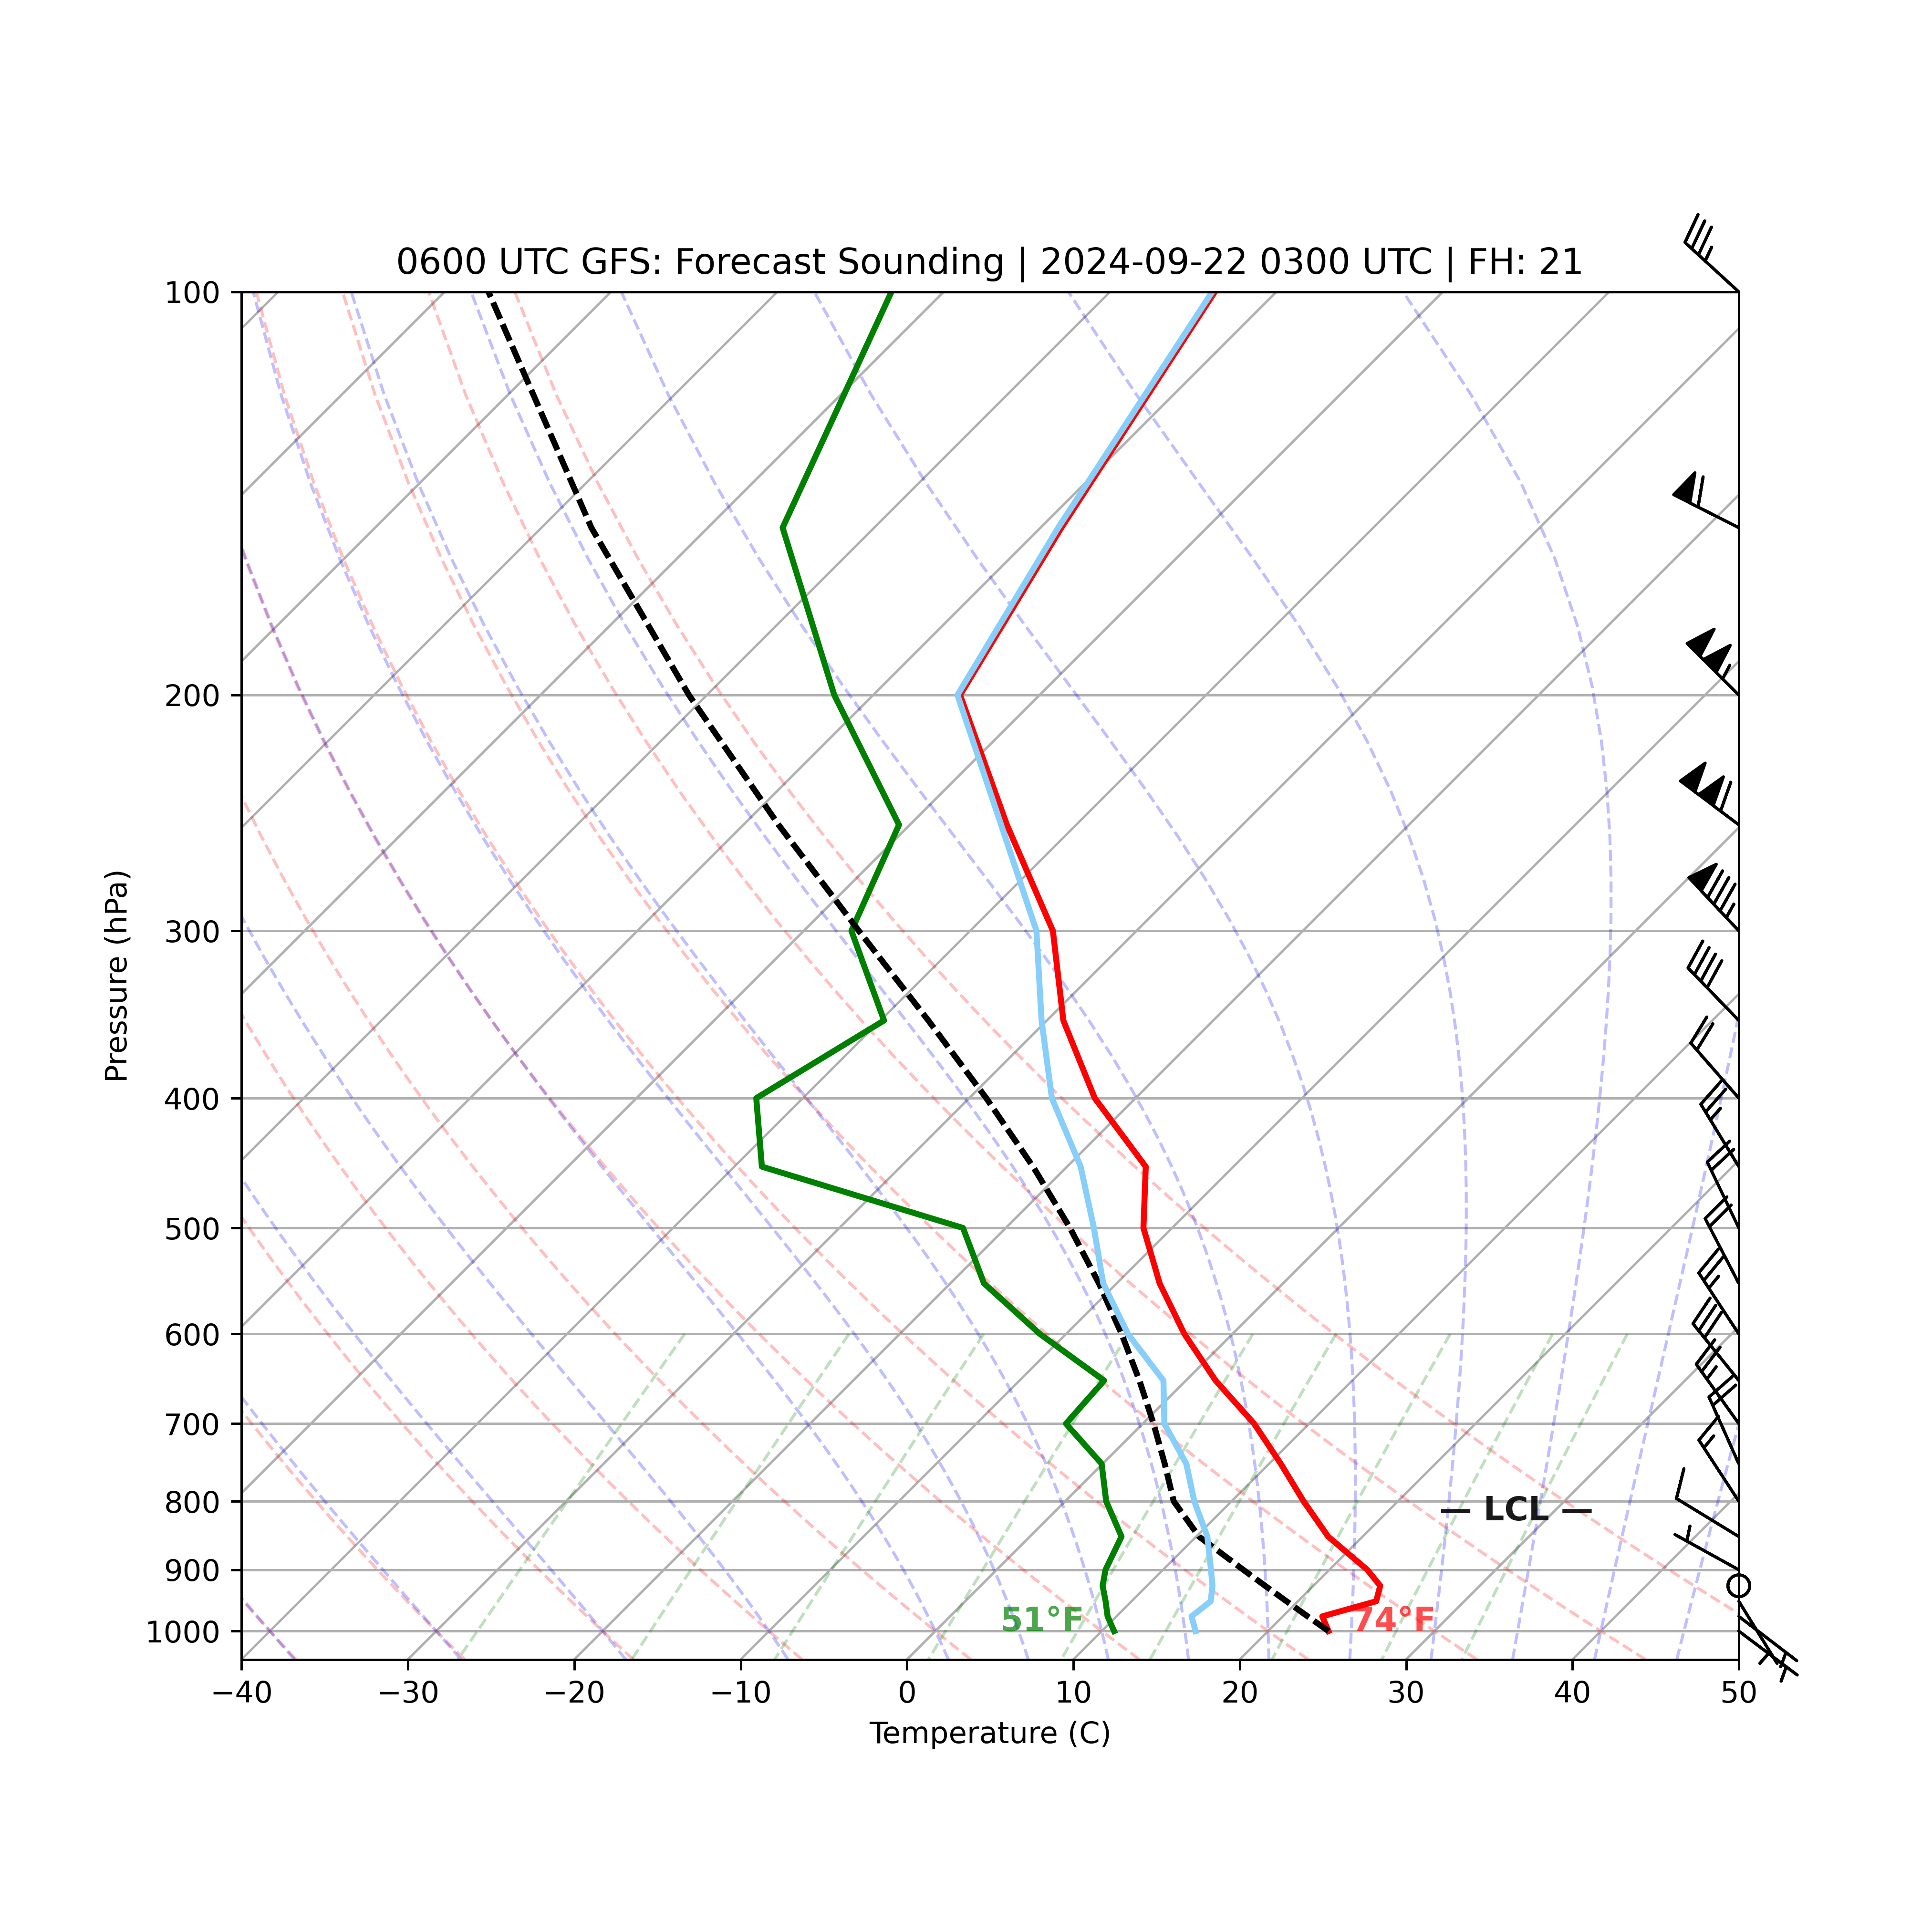 0600 UTC GFS: Forecast Sounding | 2024-09-22 0300 UTC | FH: 21
100
200
300
400
500
600
700
800
900
1000
Pressure (hPa)
— LCL —
51°F
74°F
−40 −30 −20 −10 0 10 20 30 40 50
Temperature (C)